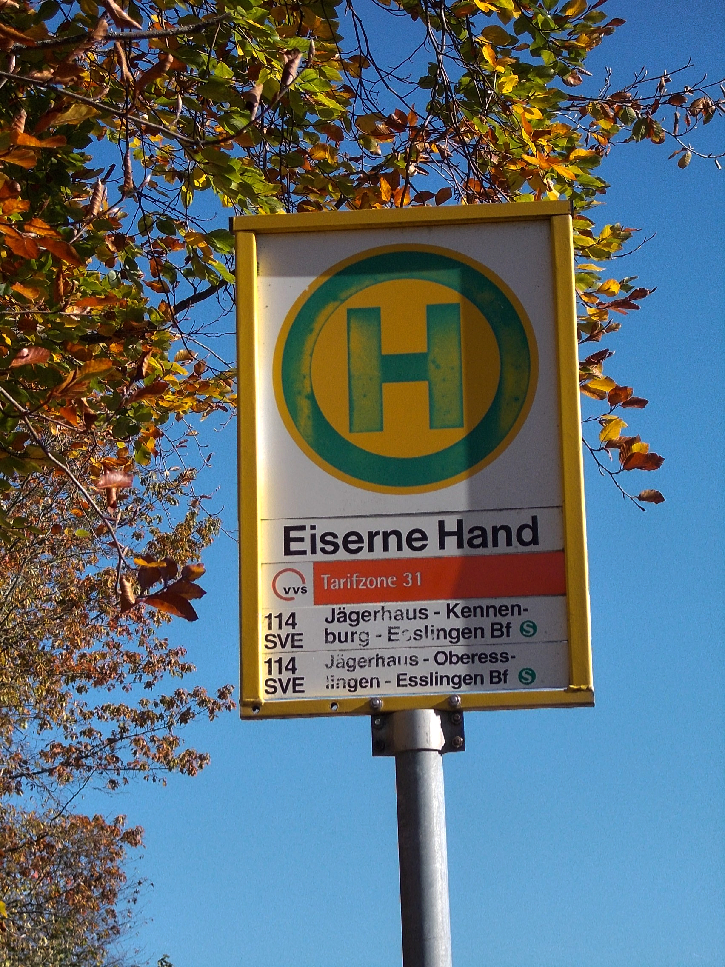 H
Eiserne Hand
VVS Tarifzone 31
114 Jägerhaus - Kennen-
SVE burg - Esslingen Bf S
114 Jägerhaus - Oberess-
SVE lingen - Esslingen Bf S